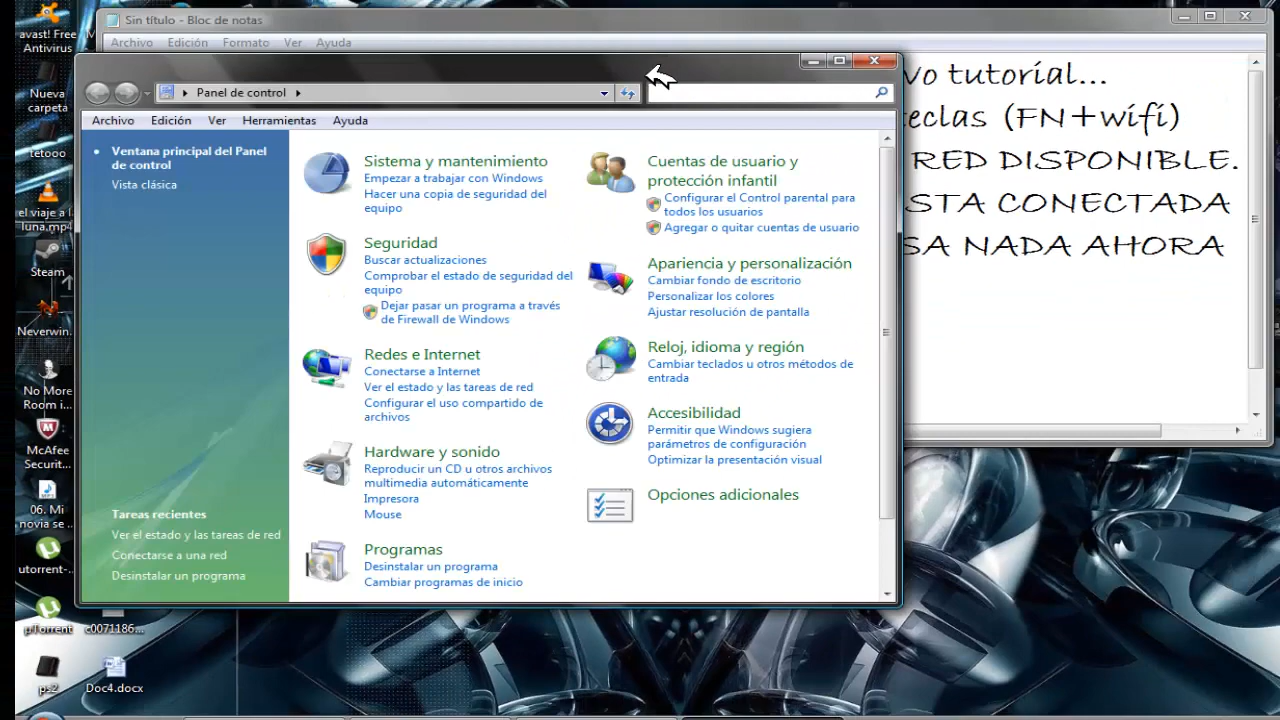 avast! Free
Antivirus
Nueva
carpeta
tetooo
el viaje a la
luna.mp4
Steam
Neverwin...
No More
Room i...
McAfee
Securit...
06. Mi
novia se ...
utorrent-...
µTorrent
ps2
c0071186...
Doc4.docx
Sin título - Bloc de notas
Archivo Edición Formato Ver Ayuda
vo tutorial...
teclas (FN+wifi)
RED DISPONIBLE.
STA CONECTADA
SA NADA AHORA
Panel de control
Archivo Edición Ver Herramientas Ayuda
Ventana principal del Panel
de control
Vista clásica
Tareas recientes
Ver el estado y las tareas de red
Conectarse a una red
Desinstalar un programa
Sistema y mantenimiento
Empezar a trabajar con Windows
Hacer una copia de seguridad del
equipo
Seguridad
Buscar actualizaciones
Comprobar el estado de seguridad del
equipo
Dejar pasar un programa a través
de Firewall de Windows
Redes e Internet
Conectarse a Internet
Ver el estado y las tareas de red
Configurar el uso compartido de
archivos
Hardware y sonido
Reproducir un CD u otros archivos
multimedia automáticamente
Impresora
Mouse
Programas
Desinstalar un programa
Cambiar programas de inicio
Cuentas de usuario y
protección infantil
Configurar el Control parental para
todos los usuarios
Agregar o quitar cuentas de usuario
Apariencia y personalización
Cambiar fondo de escritorio
Personalizar los colores
Ajustar resolución de pantalla
Reloj, idioma y región
Cambiar teclados u otros métodos de
entrada
Accesibilidad
Permitir que Windows sugiera
parámetros de configuración
Optimizar la presentación visual
Opciones adicionales